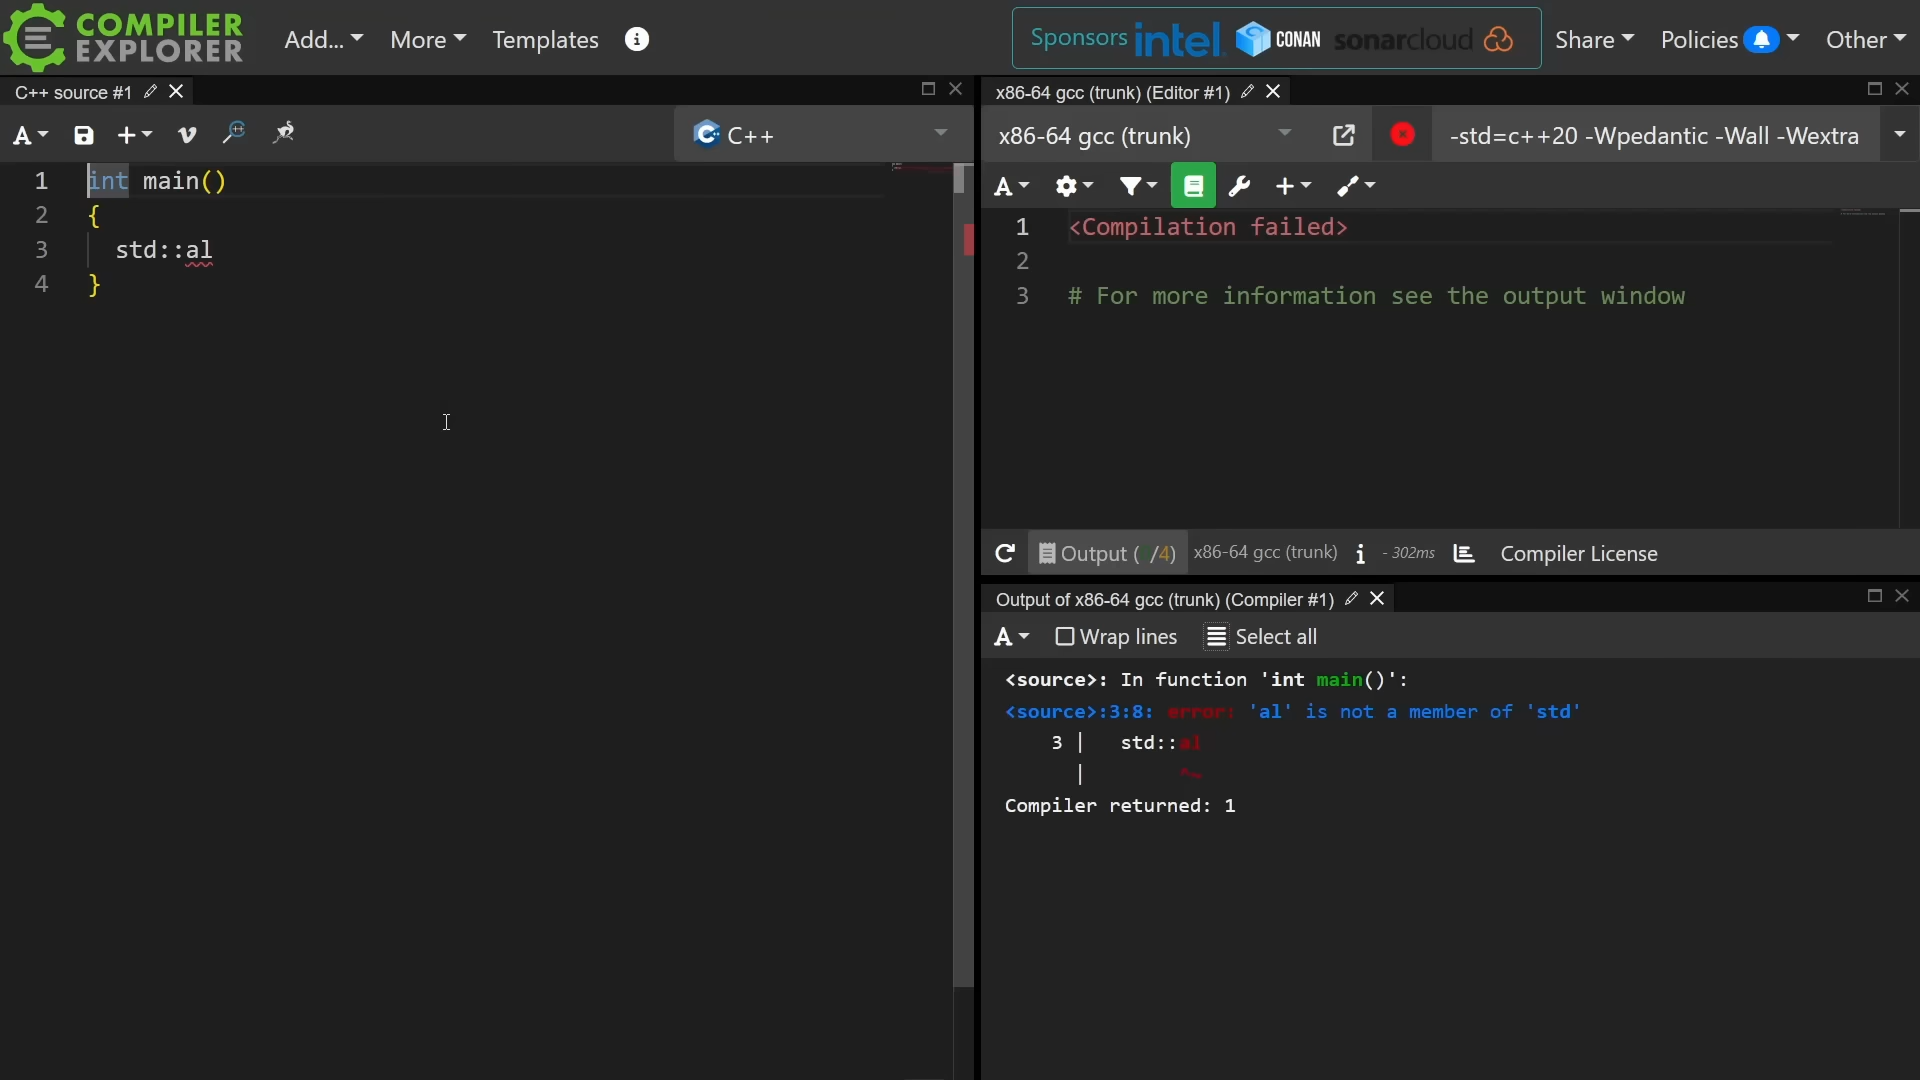 COMPILER
EXPLORER
Add...
More
Templates
Sponsors intel. CONAN sonarcloud
Share
Policies
Other
C++ source #1
C++
1 int main()
2 {
3 std::al
4 }
x86-64 gcc (trunk) (Editor #1)
x86-64 gcc (trunk)
-std=c++20 -Wpedantic -Wall -Wextra
1 <Compilation failed>
2
3 # For more information see the output window
Output ( /4) x86-64 gcc (trunk) - 302ms Compiler License
Output of x86-64 gcc (trunk) (Compiler #1)
A Wrap lines Select all
<source>: In function 'int main()':
<source>:3:8: error: 'al' is not a member of 'std'
3 | std::al
| ^~
Compiler returned: 1